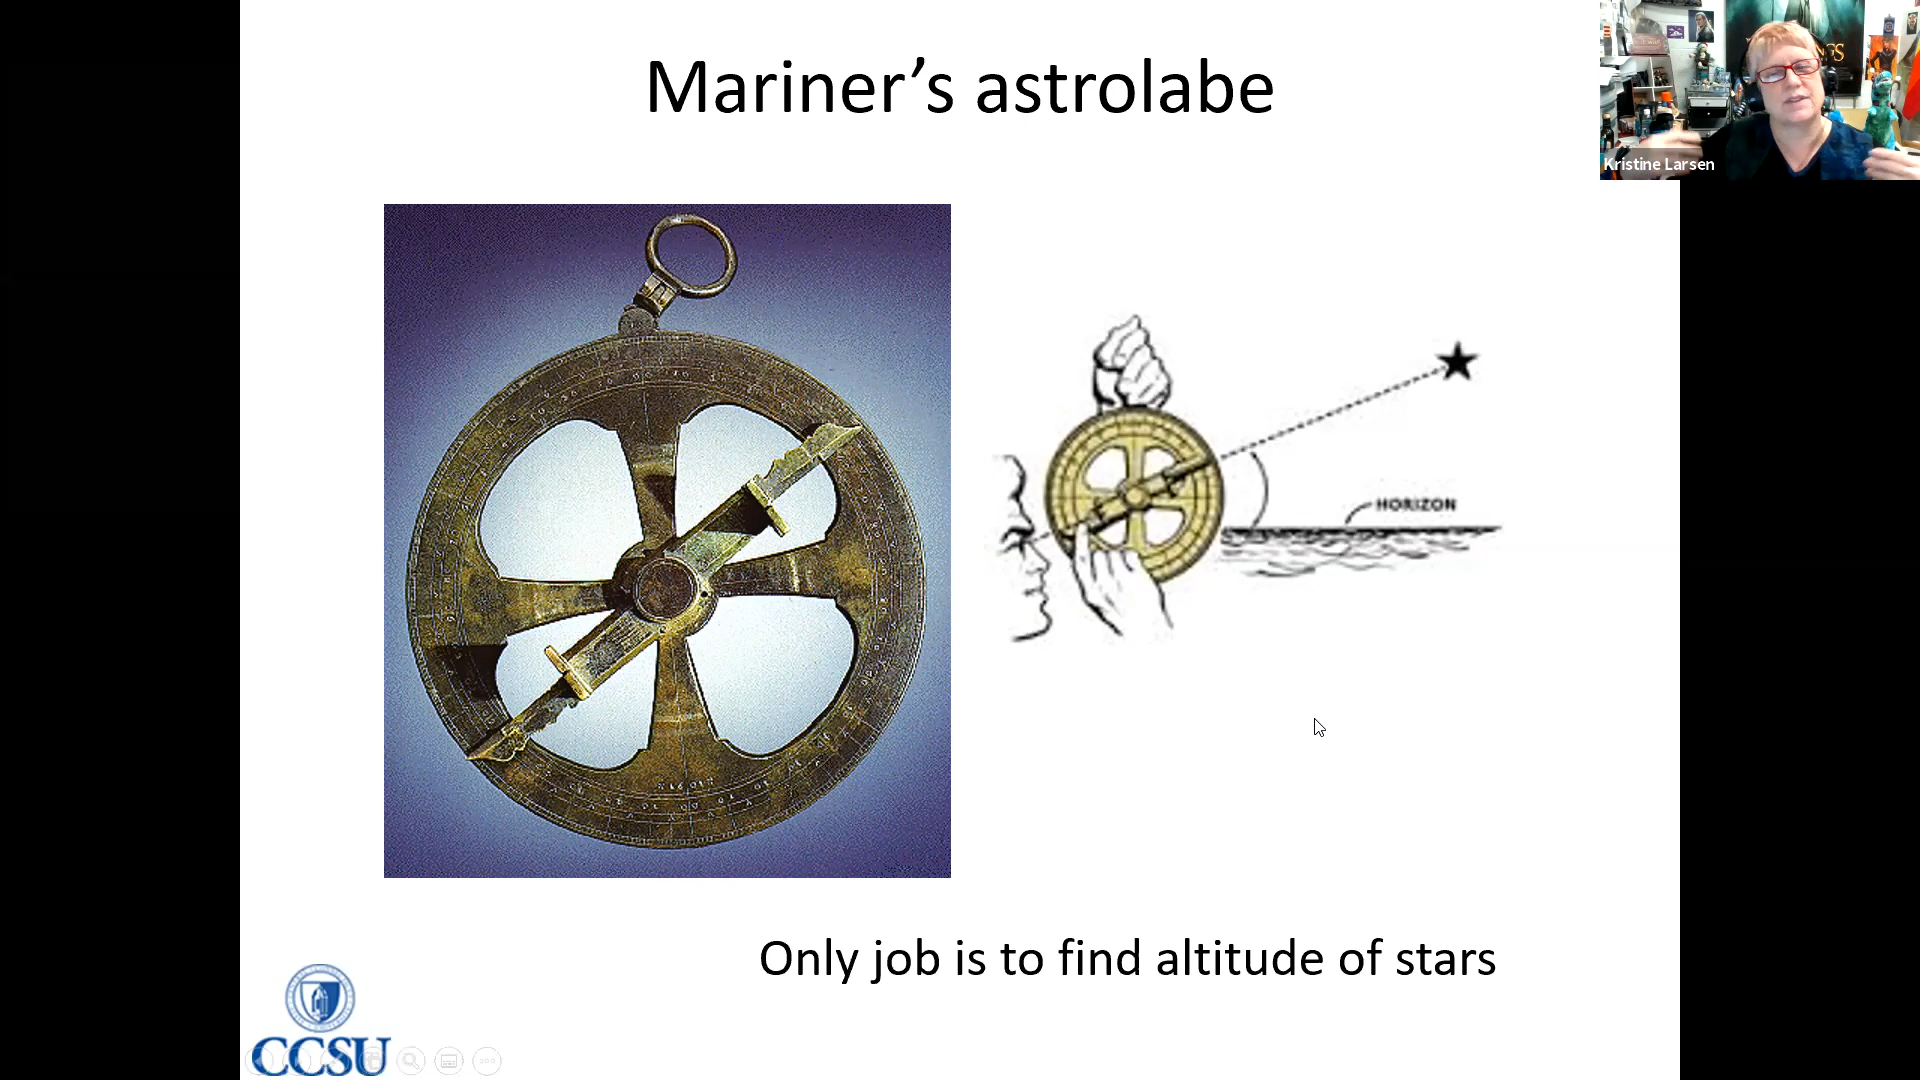 Mariner’s astrolabe
Kristine Larsen
HORIZON
Only job is to find altitude of stars
CCSU